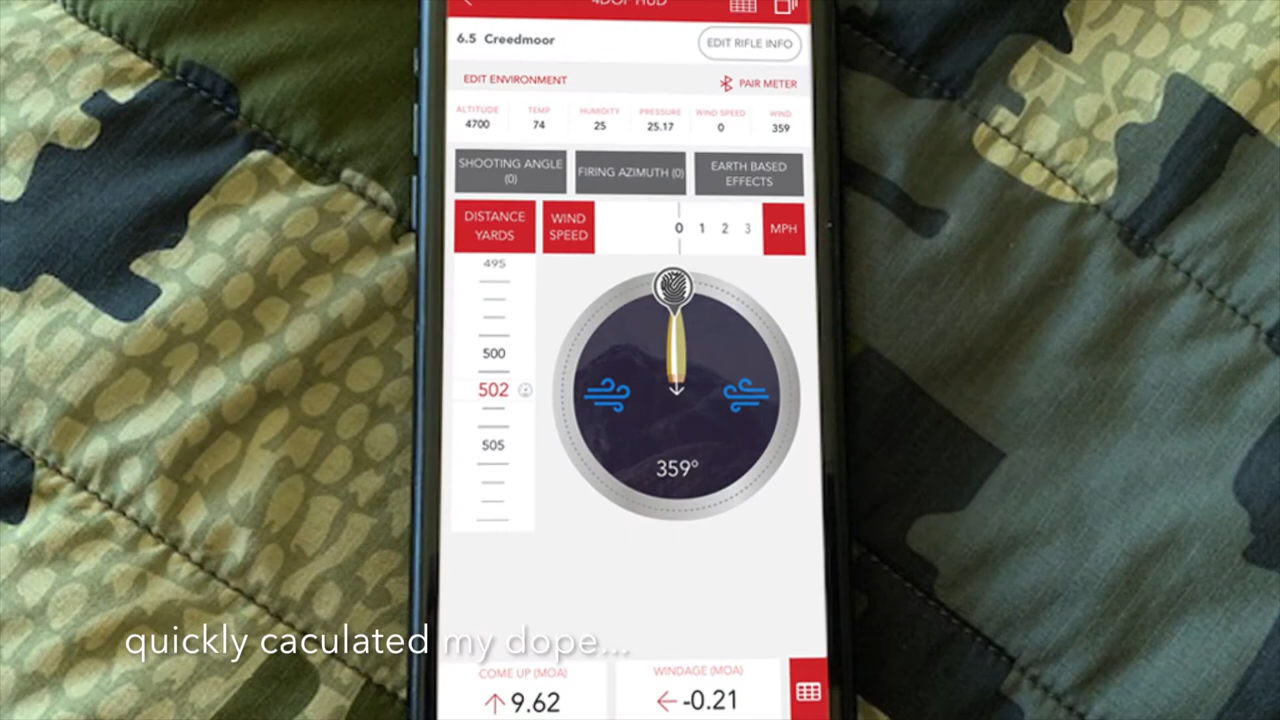 4DOF HUD
6.5 Creedmoor
EDIT RIFLE INFO
EDIT ENVIRONMENT
PAIR METER
ALTITUDE TEMP HUMIDITY PRESSURE WIND SPEED WIND
4700 74 25 25.17 0 359
SHOOTING ANGLE
(0)
FIRING AZIMUTH (0)
EARTH BASED
EFFECTS
DISTANCE
YARDS
WIND
SPEED
0 1 2 3
MPH
495
500
502
505
359°
quickly caculated my dope...
COME UP (MOA)
↑ 9.62
WINDAGE (MOA)
← -0.21